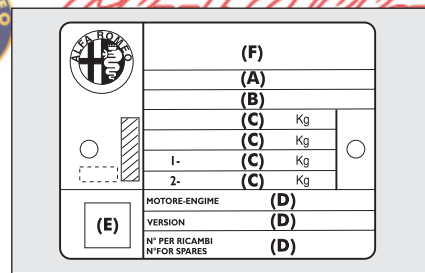 ALFA ROMEO
(F)
(A)
(B)
(C) Kg
(C) Kg
1- (C) Kg
2- (C) Kg
(E)
MOTORE-ENGINE (D)
VERSION (D)
N° PER RICAMBI
N°FOR SPARES (D)